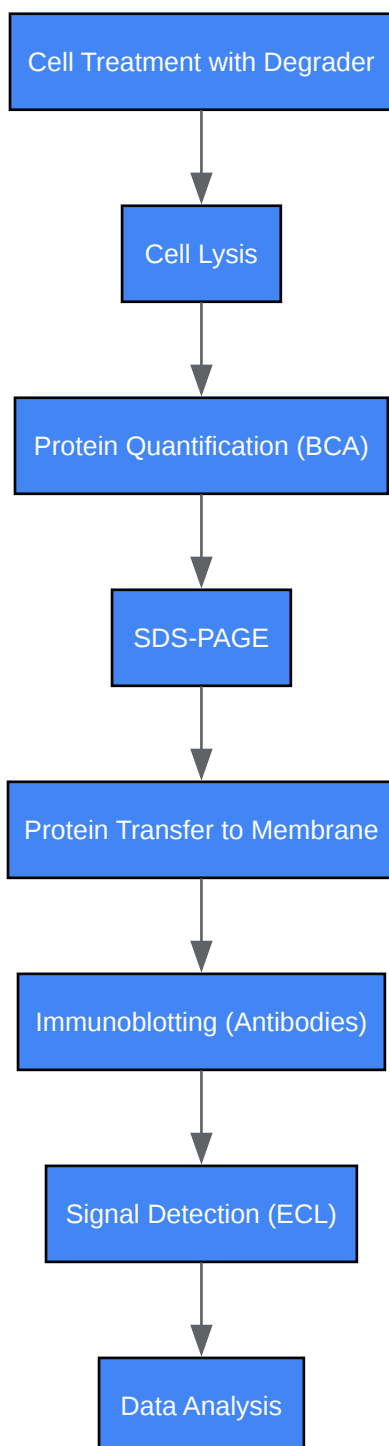 Cell Treatment with Degrader
Cell Lysis
Protein Quantification (BCA)
SDS-PAGE
Protein Transfer to Membrane
Immunoblotting (Antibodies)
Signal Detection (ECL)
Data Analysis